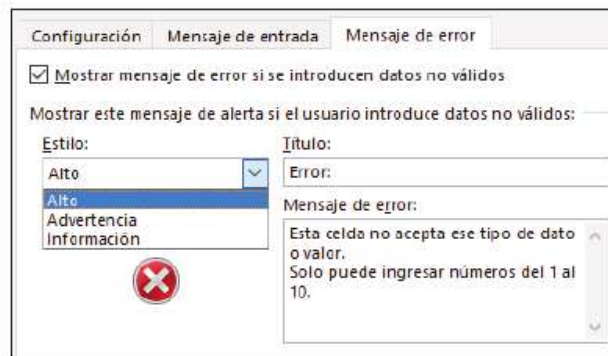 Configuración Mensaje de entrada Mensaje de error
Mostrar mensaje de error si se introducen datos no válidos
Mostrar este mensaje de alerta si el usuario introduce datos no válidos:
Estilo: Título:
Alto Error:
Alto
Advertencia
Información
Mensaje de error:
Esta celda no acepta ese tipo de dato
o valor.
Solo puede ingresar números del 1 al
10.